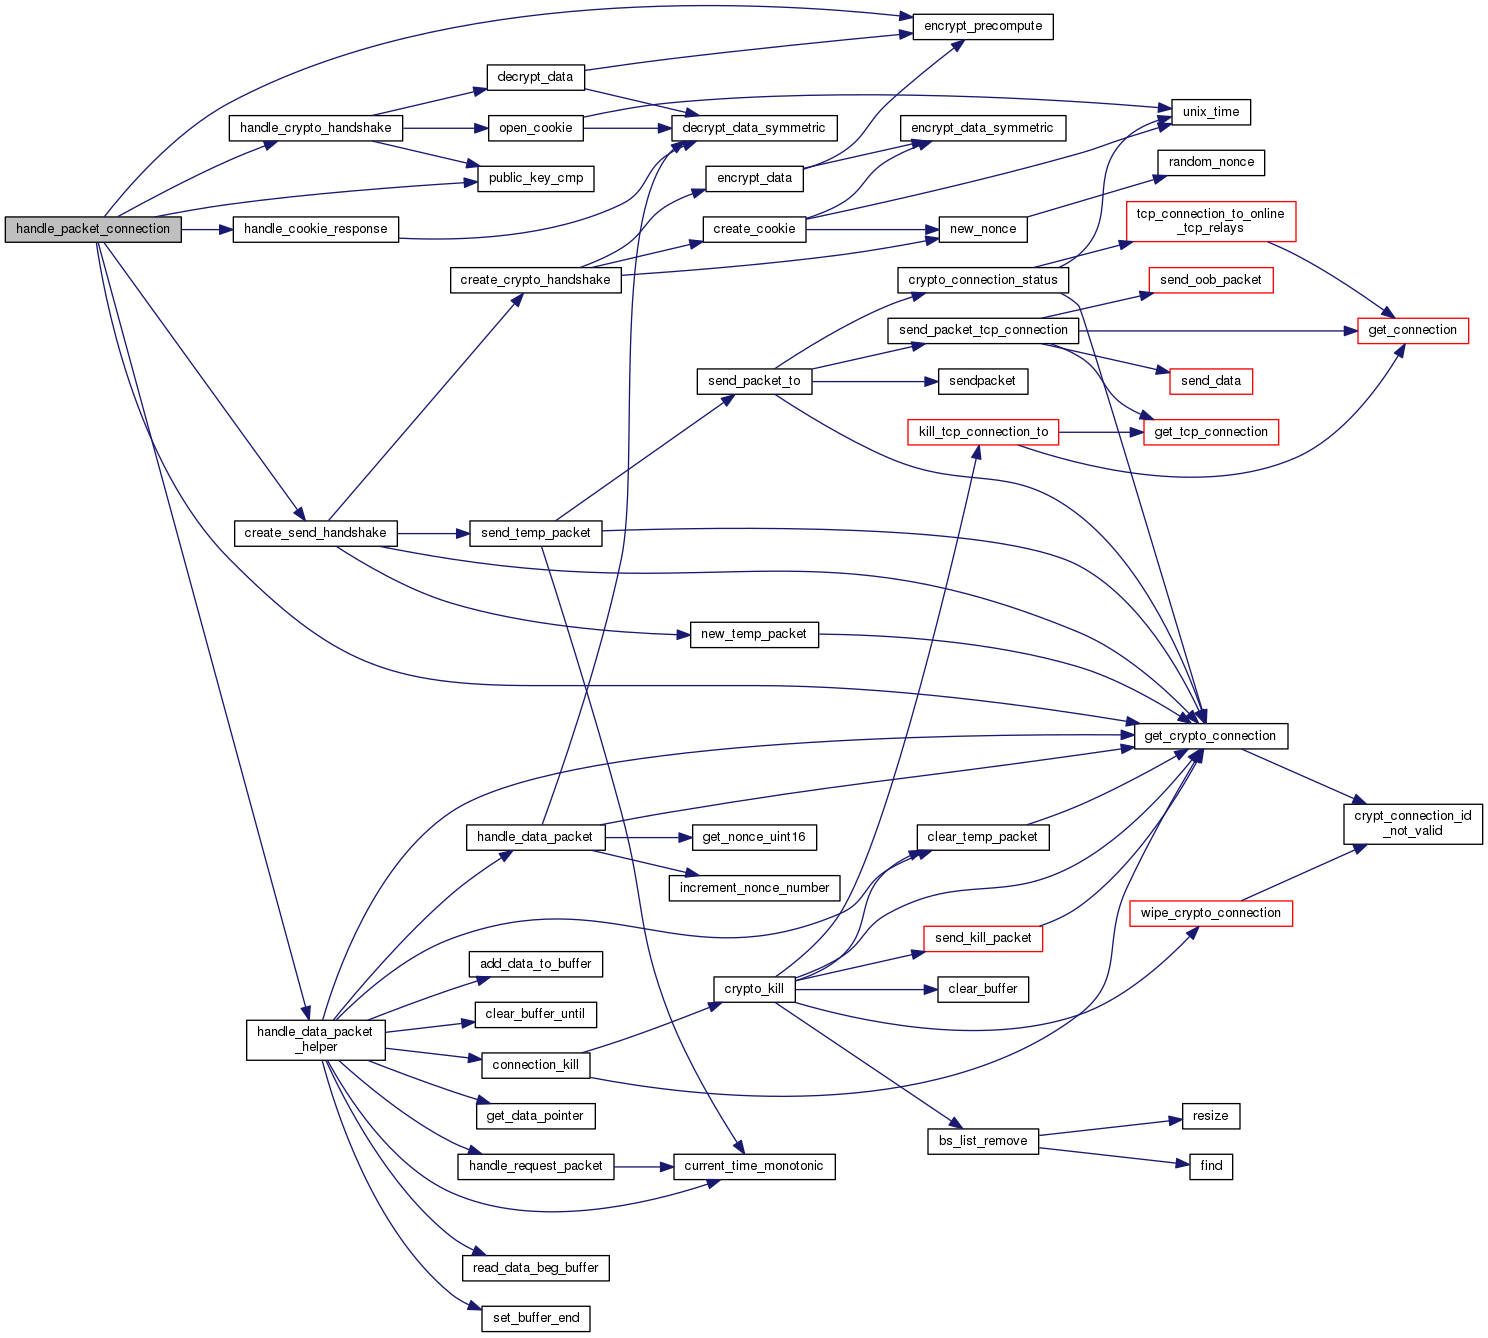 encrypt_precompute
decrypt_data
unix_time
handle_crypto_handshake
open_cookie
decrypt_data_symmetric
encrypt_data_symmetric
random_nonce
public_key_cmp
encrypt_data
tcp_connection_to_online
_tcp_relays
handle_packet_connection
handle_cookie_response
create_cookie
new_nonce
create_crypto_handshake
crypto_connection_status
send_oob_packet
send_packet_tcp_connection
get_connection
send_packet_to
sendpacket
send_data
kill_tcp_connection_to
get_tcp_connection
create_send_handshake
send_temp_packet
new_temp_packet
get_crypto_connection
crypt_connection_id
_not_valid
handle_data_packet
get_nonce_uint16
clear_temp_packet
increment_nonce_number
wipe_crypto_connection
send_kill_packet
add_data_to_buffer
crypto_kill
clear_buffer
clear_buffer_until
handle_data_packet
_helper
connection_kill
get_data_pointer
resize
bs_list_remove
handle_request_packet
current_time_monotonic
find
read_data_beg_buffer
set_buffer_end